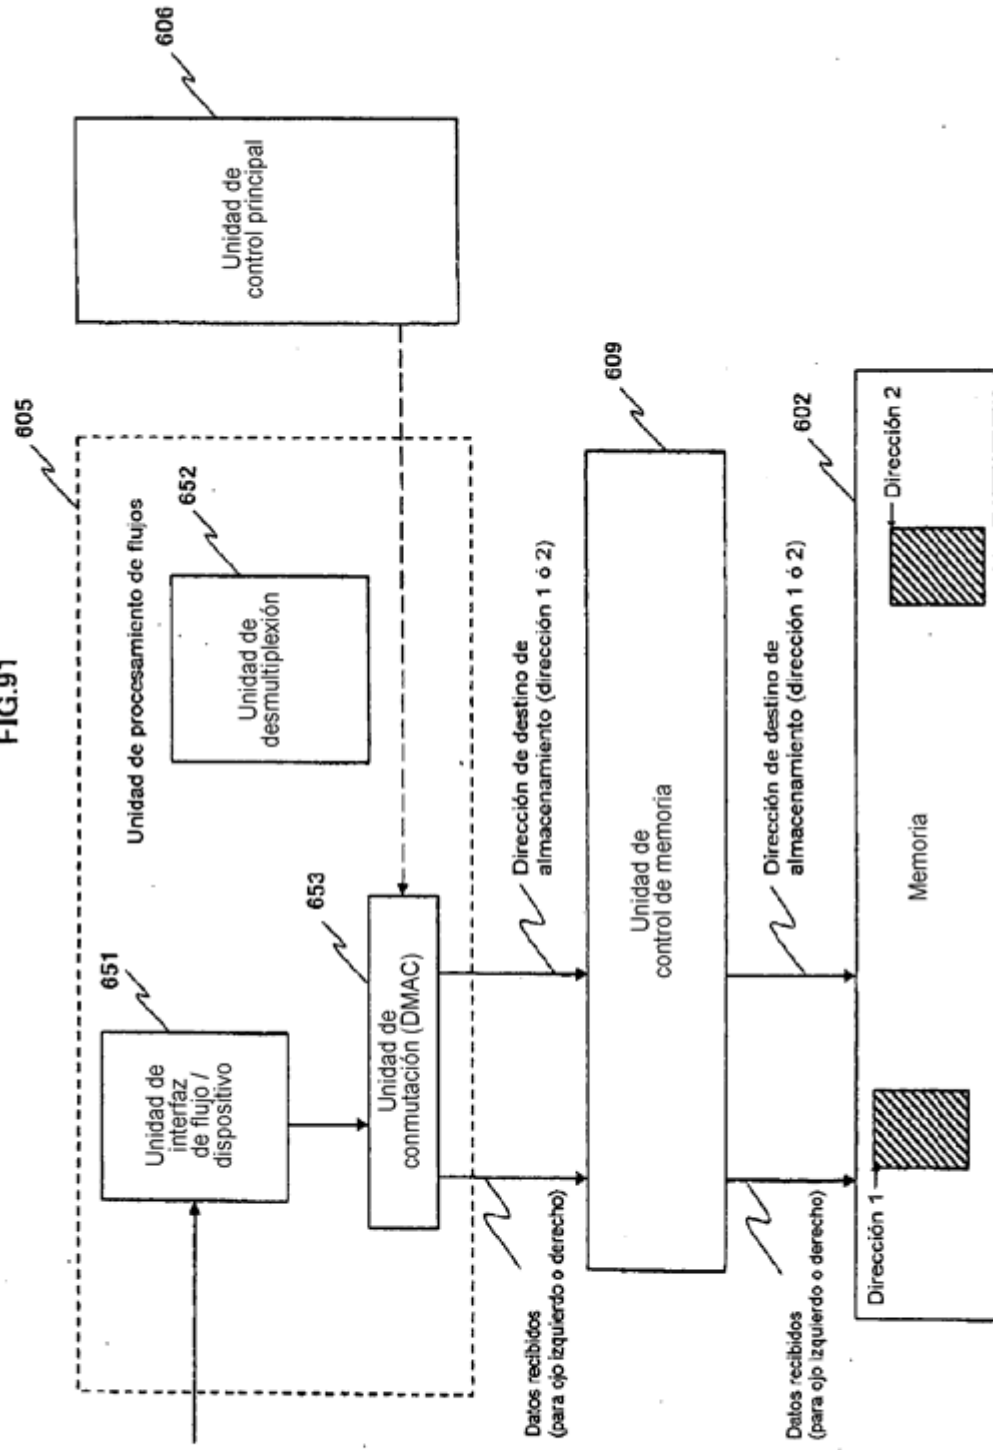 FIG.91
605
606
Unidad de procesamiento de flujos
651
Unidad de
interfaz
de flujo /
dispositivo
652
Unidad de
desmultiplexión
Unidad de
control principal
653
Unidad de
conmutación (DMAC)
Datos recibidos
(para ojo izquierdo o derecho)
Dirección de destino de
almacenamiento (dirección 1 ó 2)
609
Unidad de
control de memoria
Datos recibidos
(para ojo izquierdo o derecho)
Dirección de destino de
almacenamiento (dirección 1 ó 2)
602
Dirección 1
Memoria
Dirección 2